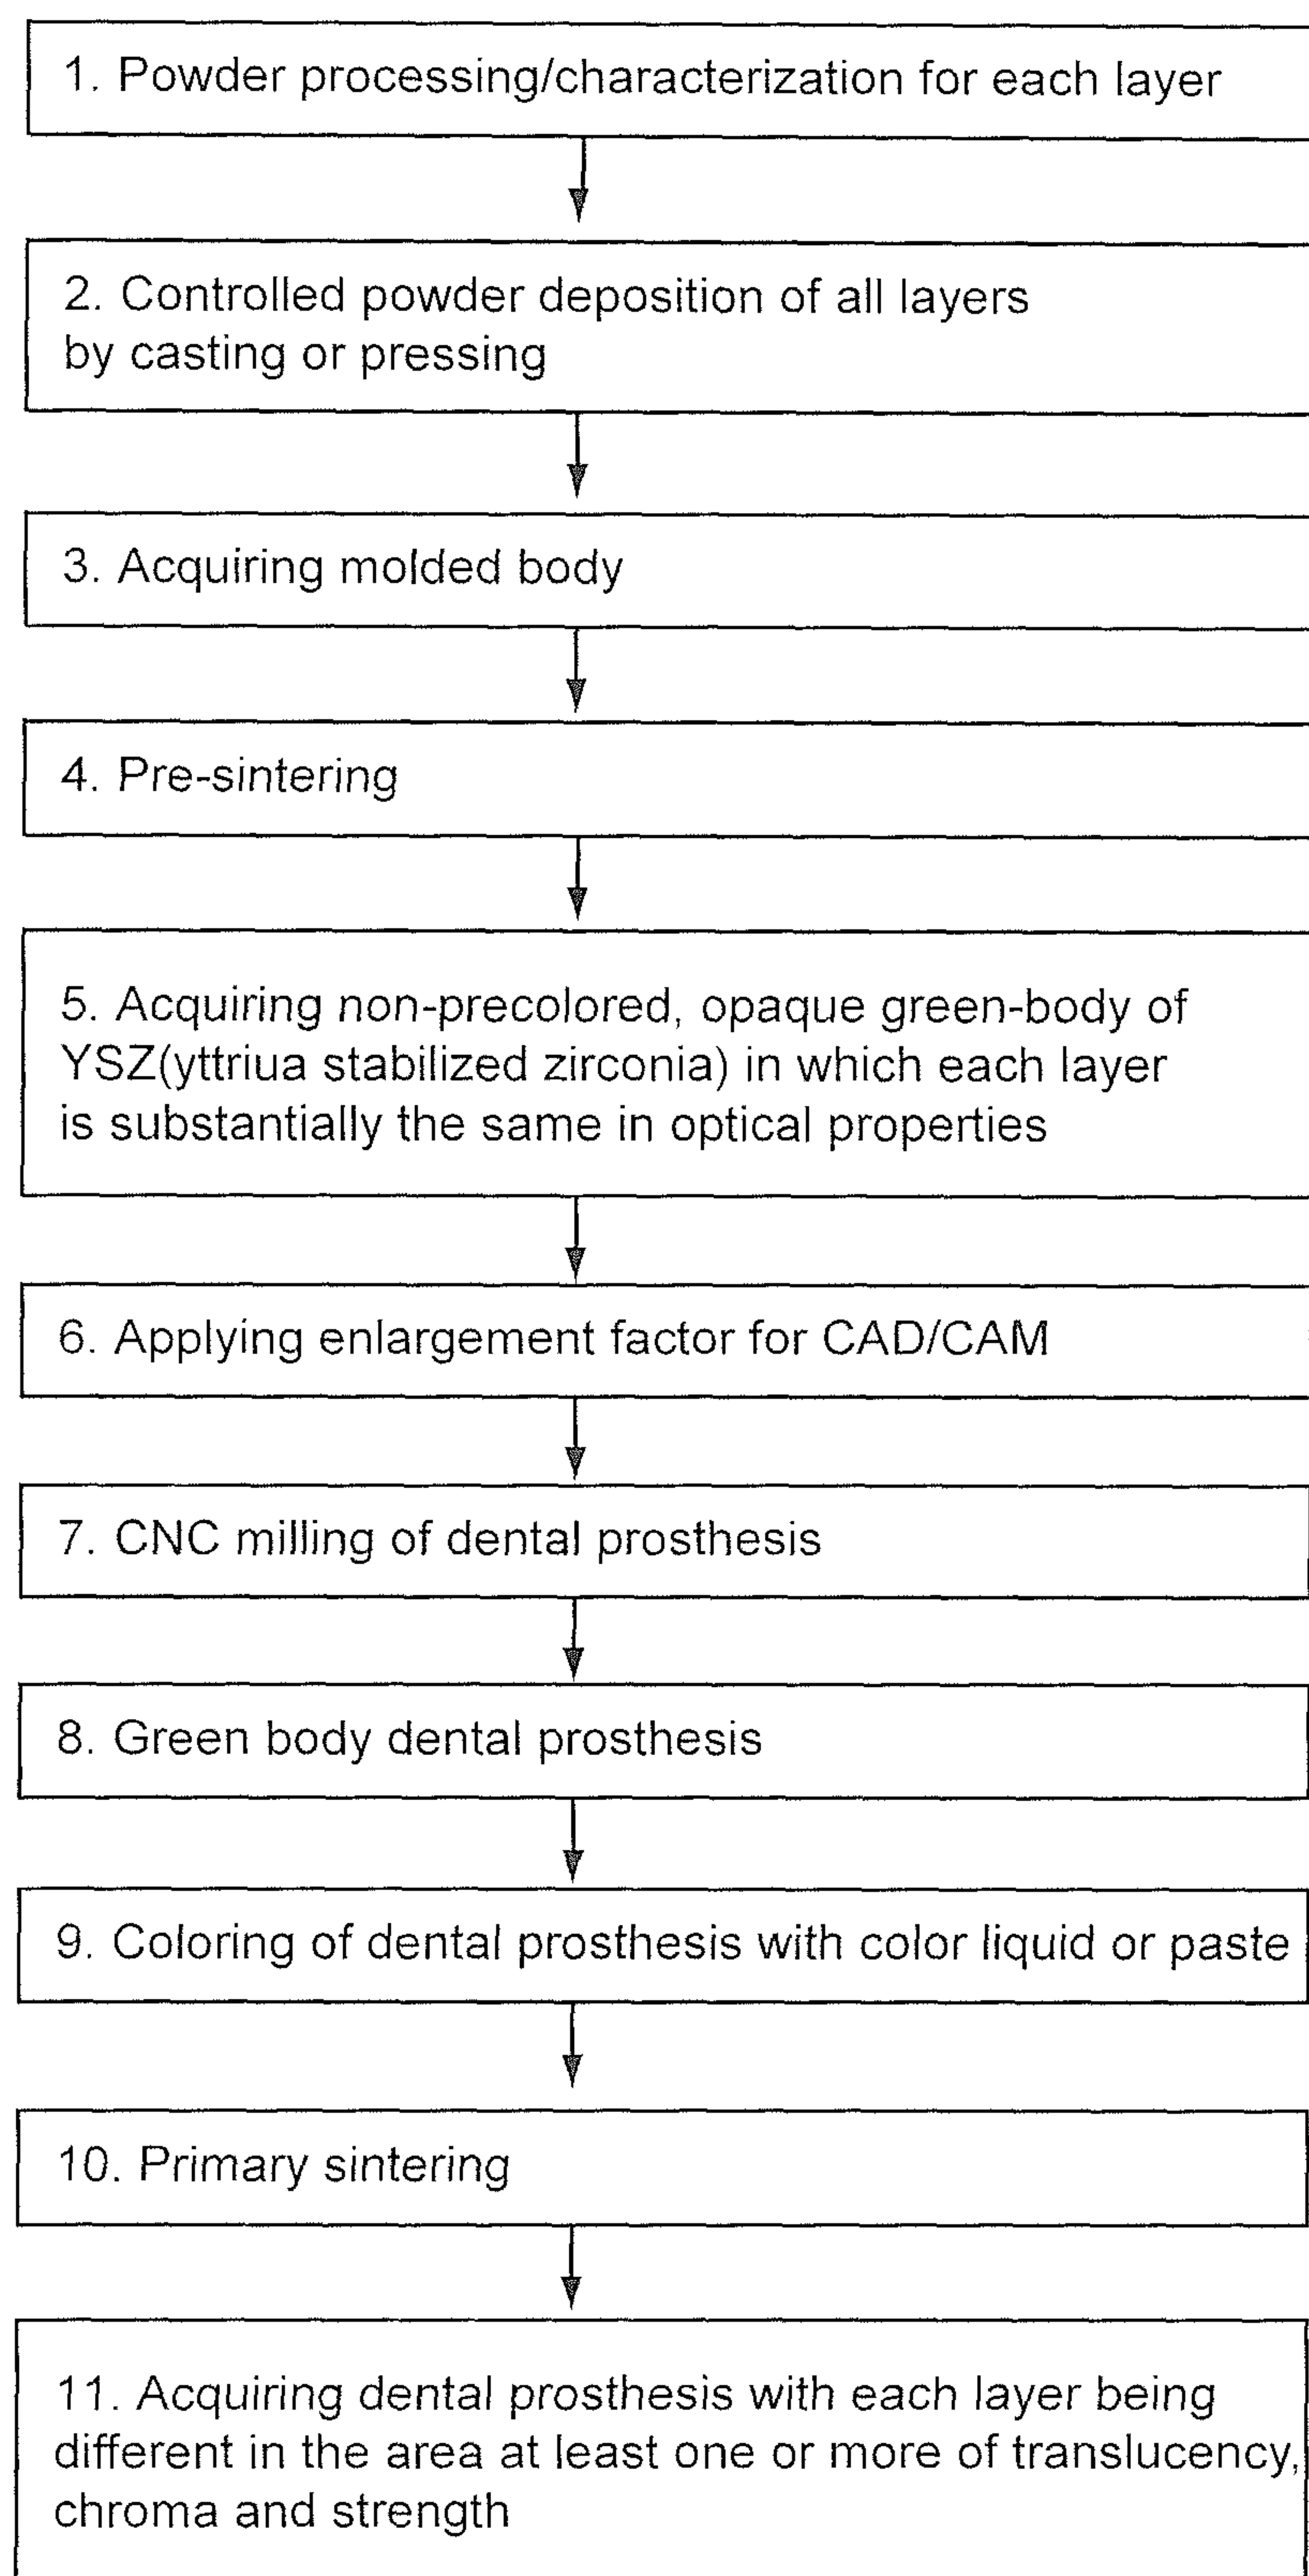 1. Powder processing/characterization for each layer
2. Controlled powder deposition of all layers
by casting or pressing
3. Acquiring molded body
4. Pre-sintering
5. Acquiring non-precolored, opaque green-body of
YSZ(yttriua stabilized zirconia) in which each layer
is substantially the same in optical properties
6. Applying enlargement factor for CAD/CAM
7. CNC milling of dental prosthesis
8. Green body dental prosthesis
9. Coloring of dental prosthesis with color liquid or paste
10. Primary sintering
11. Acquiring dental prosthesis with each layer being
different in the area at least one or more of translucency,
chroma and strength